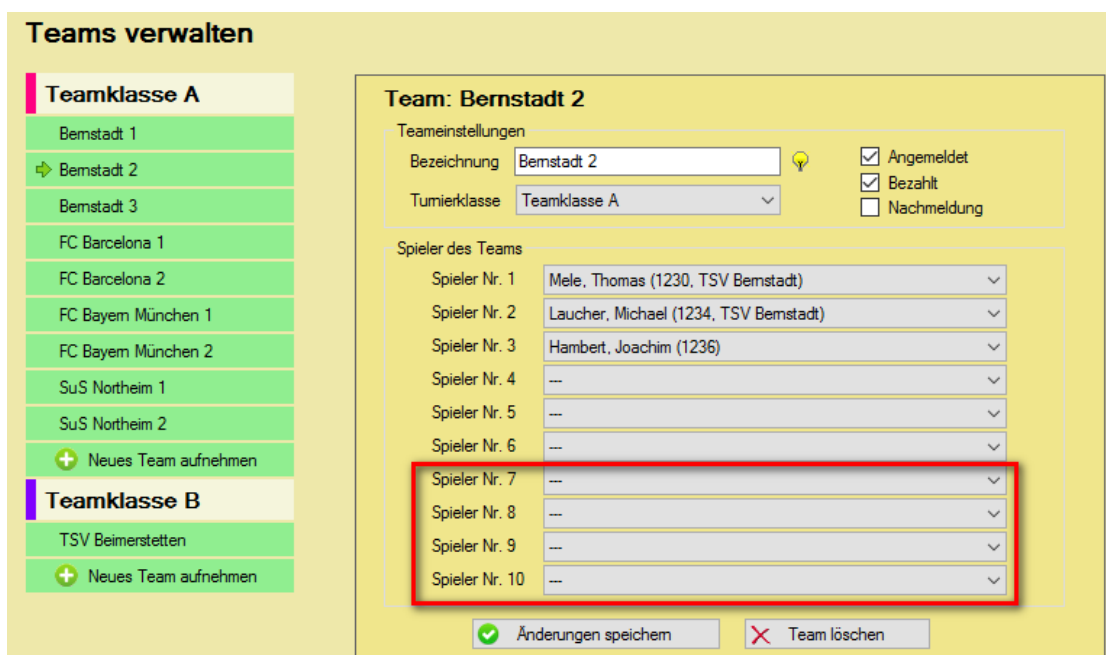 Teams verwalten
Teamklasse A
Bernstadt 1
Bernstadt 2
Bernstadt 3
FC Barcelona 1
FC Barcelona 2
FC Bayern München 1
FC Bayern München 2
SuS Northeim 1
SuS Northeim 2
Neues Team aufnehmen
Teamklasse B
TSV Beimerstetten
Neues Team aufnehmen
Team: Bernstadt 2
Teameinstellungen
Bezeichnung Bernstadt 2
Turnierklasse Teamklasse A
Angemeldet
Bezahlt
Nachmeldung
Spieler des Teams
Spieler Nr. 1 Mele, Thomas (1230, TSV Bernstadt)
Spieler Nr. 2 Laucher, Michael (1234, TSV Bernstadt)
Spieler Nr. 3 Hambert, Joachim (1236)
Spieler Nr. 4 ---
Spieler Nr. 5 ---
Spieler Nr. 6 ---
Spieler Nr. 7 ---
Spieler Nr. 8 ---
Spieler Nr. 9 ---
Spieler Nr. 10 ---
Änderungen speichern Team löschen